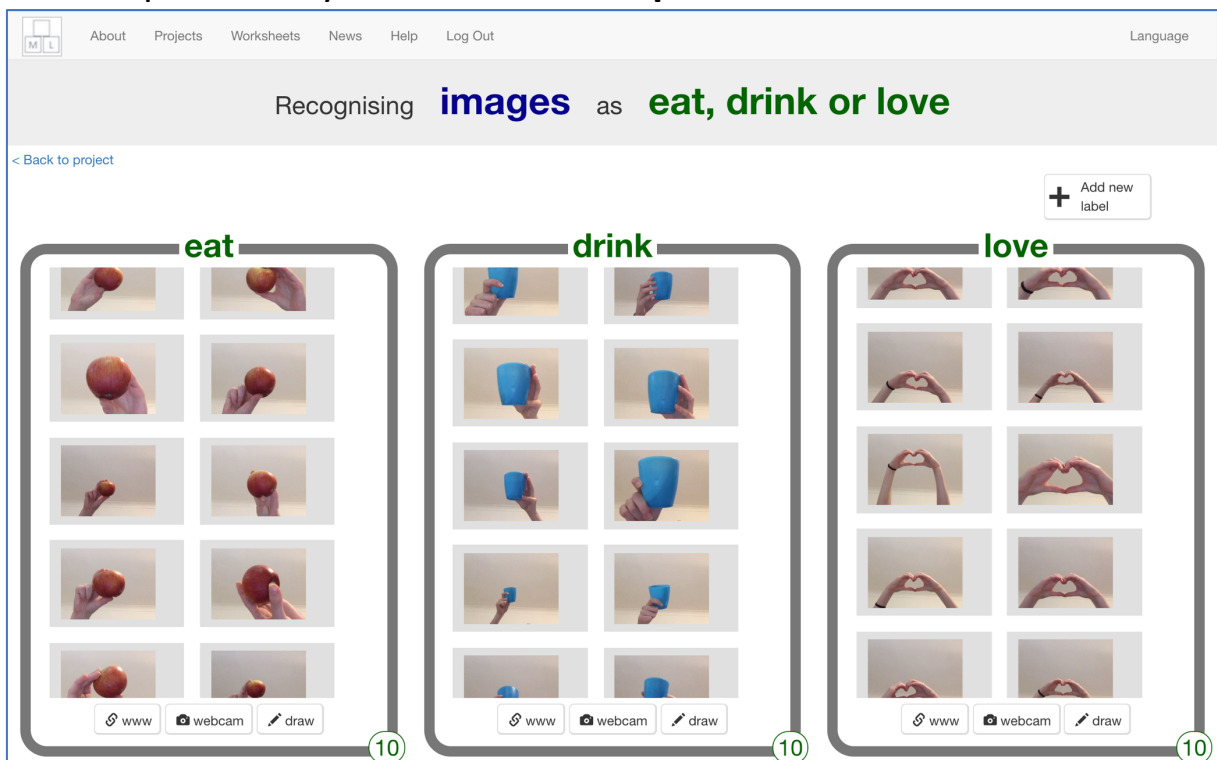 M L
About Projects Worksheets News Help Log Out Language
Recognising images as eat, drink or love
< Back to project
Add new
label
eat drink love
www webcam draw www webcam draw www webcam draw
10 10 10